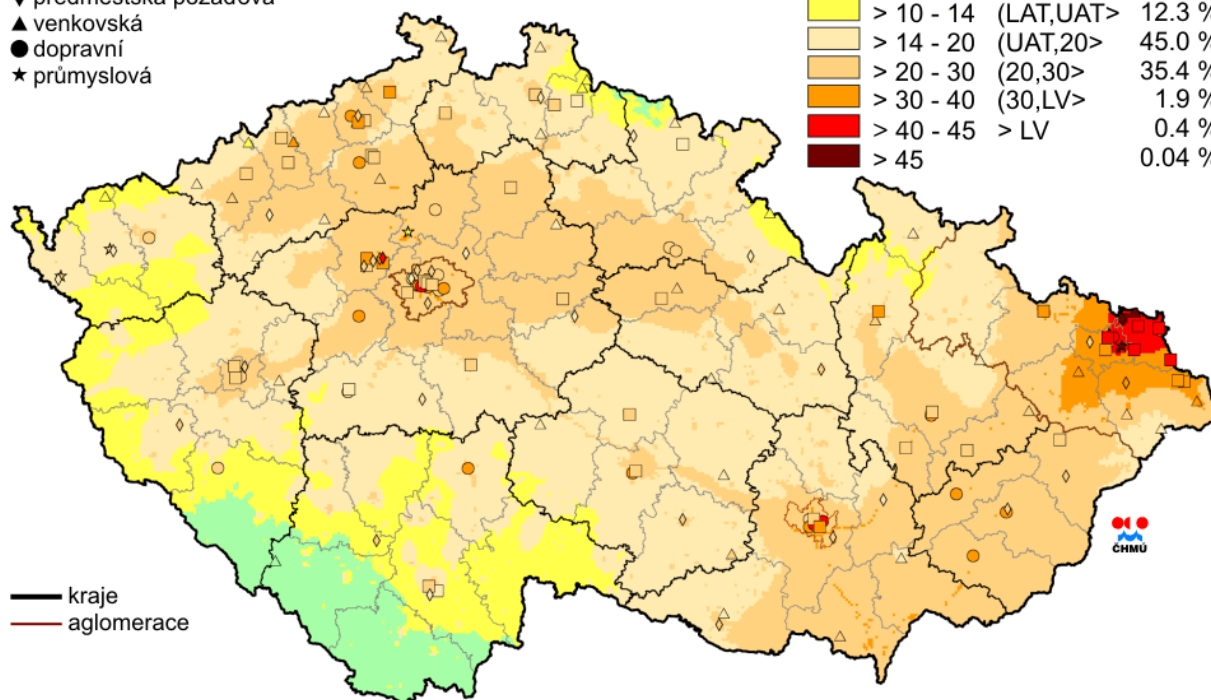 předměstská požaďová
venkovská
dopravní
průmyslová
> 10 - 14 (LAT,UAT> 12.3 %
> 14 - 20 (UAT,20> 45.0 %
> 20 - 30 (20,30> 35.4 %
> 30 - 40 (30,LV> 1.9 %
> 40 - 45 > LV 0.4 %
> 45 0.04 %
ČHMÚ
kraje
aglomerace